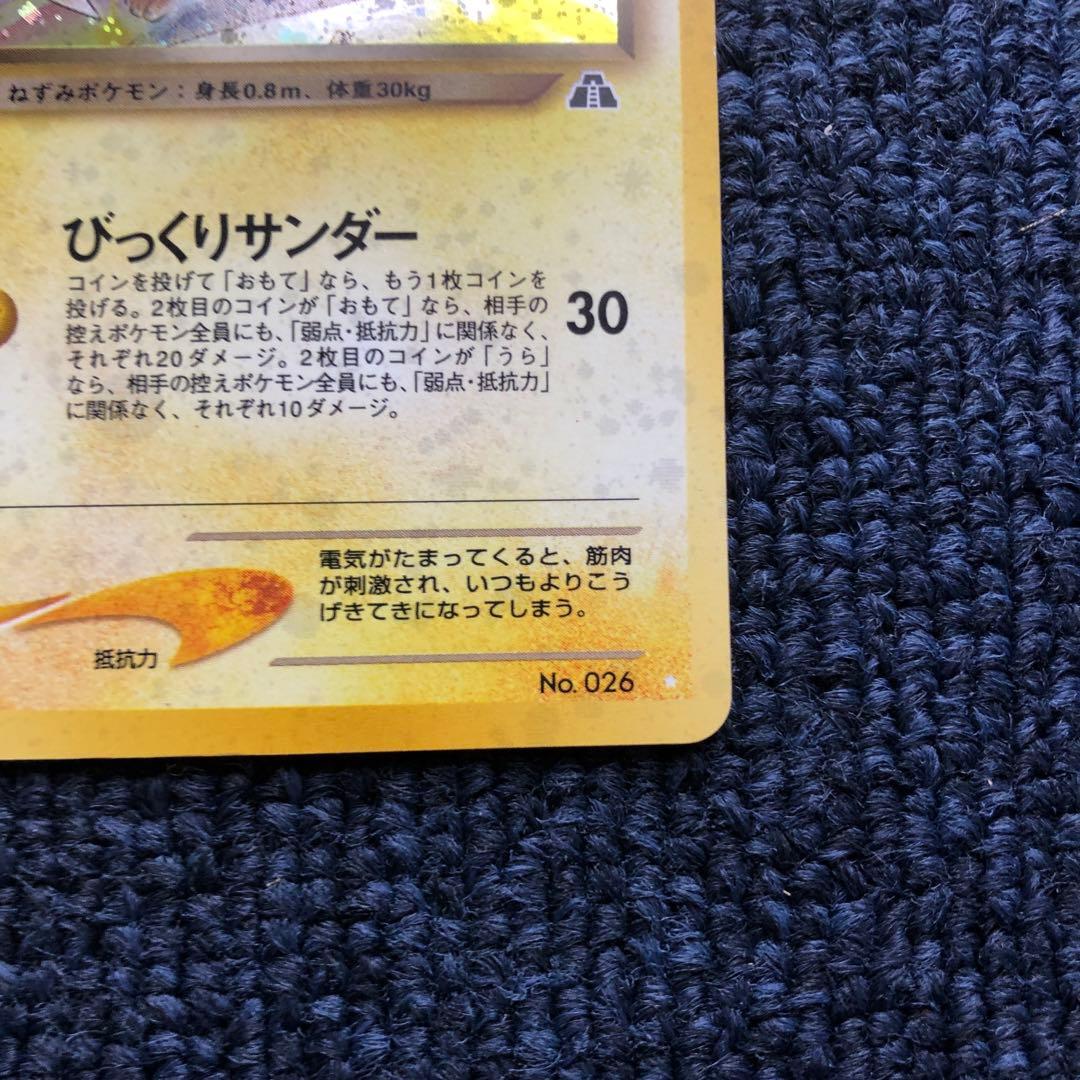 ねずみポケモン：身長0.8m、体重30kg
びっくりサンダー
コインを投げて「おもて」なら、もう1枚コインを
投げる。2枚目のコインが「おもて」なら、相手の
控えポケモン全員にも、「弱点・抵抗力」に関係なく、
それぞれ20ダメージ。2枚目のコインが「うら」
なら、相手の控えポケモン全員にも、「弱点・抵抗力」
に関係なく、それぞれ10ダメージ。
30
電気がたまってくると、筋肉
が刺激され、いつもよりこう
げきてきになってしまう。
抵抗力
No. 026